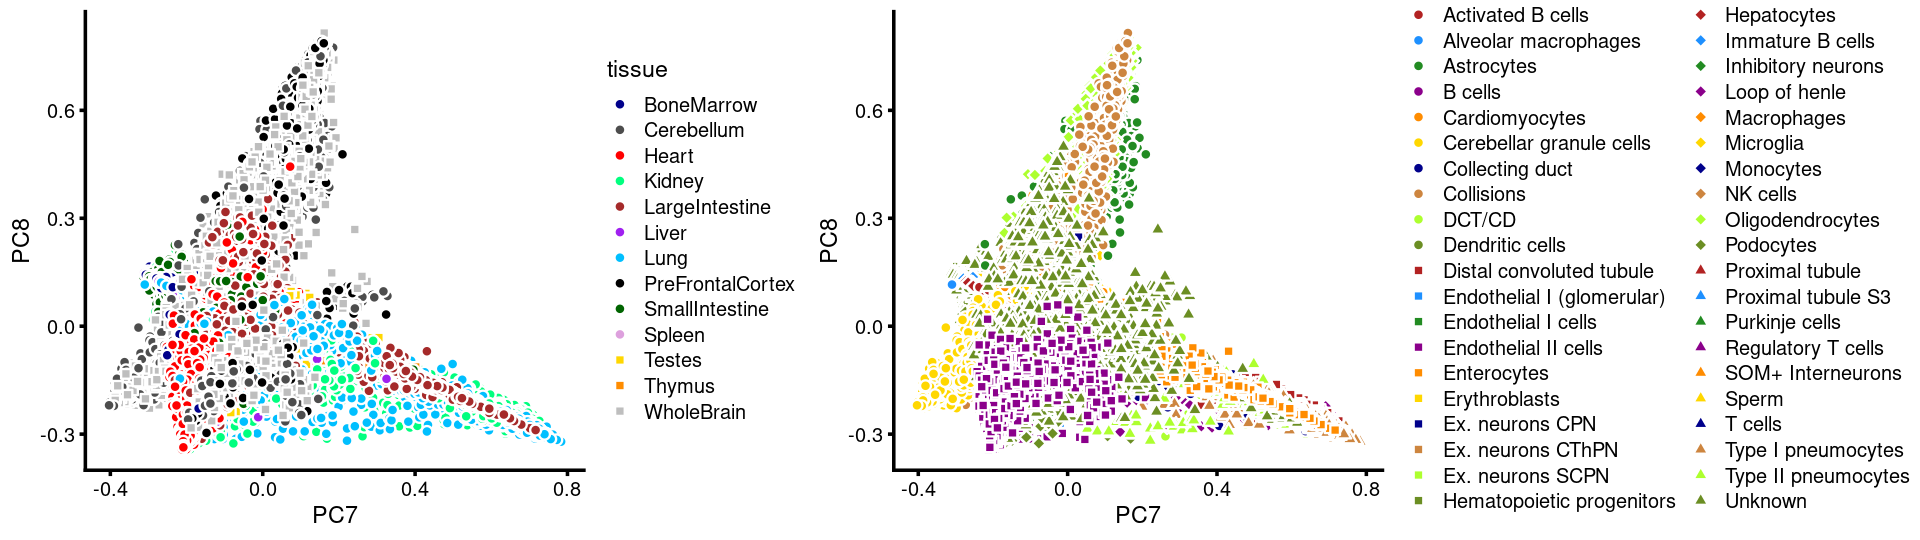 PC8
0.6
0.3
0.0
-0.3
-0.4
0.0
0.4
0.8
PC7
tissue
BoneMarrow
Cerebellum
Heart
Kidney
LargeIntestine
Liver
Lung
PreFrontalCortex
SmallIntestine
Spleen
Testes
Thymus
WholeBrain
PC8
0.6
0.3
0.0
-0.3
-0.4
0.0
0.4
0.8
PC7
Activated B cells
Alveolar macrophages
Astrocytes
B cells
Cardiomyocytes
Cerebellar granule cells
Collecting duct
Collisions
DCT/CD
Dendritic cells
Distal convoluted tubule
Endothelial I (glomerular)
Endothelial I cells
Endothelial II cells
Enterocytes
Erythroblasts
Ex. neurons CPN
Ex. neurons CThPN
Ex. neurons SCPN
Hematopoietic progenitors
Hepatocytes
Immature B cells
Inhibitory neurons
Loop of henle
Macrophages
Microglia
Monocytes
NK cells
Oligodendrocytes
Podocytes
Proximal tubule
Proximal tubule S3
Purkinje cells
Regulatory T cells
SOM+ Interneurons
Sperm
T cells
Type I pneumocytes
Type II pneumocytes
Unknown